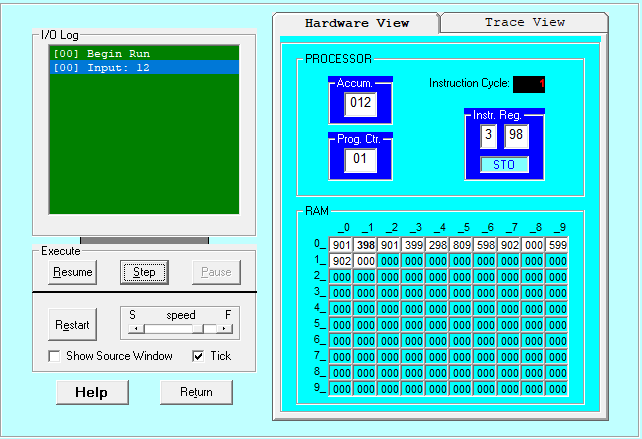 Hardware View
Trace View
I/O Log
[00] Begin Run
[00] Input: 12
PROCESSOR
Accum.
012
Prog. Ctr.
01
Instruction Cycle:
1
Instr. Reg.
3 98
STO
RAM
_0 _1 _2 _3 _4 _5 _6 _7 _8 _9
0_ 901 398 901 399 298 809 598 902 000 599
1_ 902 000 000 000 000 000 000 000 000 000
2_ 000 000 000 000 000 000 000 000 000 000
3_ 000 000 000 000 000 000 000 000 000 000
4_ 000 000 000 000 000 000 000 000 000 000
5_ 000 000 000 000 000 000 000 000 000 000
6_ 000 000 000 000 000 000 000 000 000 000
7_ 000 000 000 000 000 000 000 000 000 000
8_ 000 000 000 000 000 000 000 000 000 000
9_ 000 000 000 000 000 000 000 000 000 000
Execute
Resume Step Pause
Restart
S speed F
Show Source Window Tick
Help Return